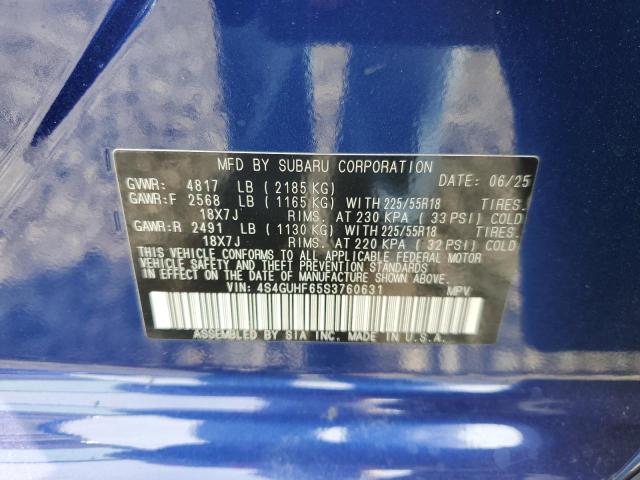 MFD BY SUBARU CORPORATION DATE: 06/25
GVWR: 4817 LB (2185 KG)
GAWR:F 2568 LB (1165 KG) WITH 225/55R18 TIRES.
18X7J RIMS. AT 230 KPA (33 PSI) COLD
GAWR:R 2491 LB (1130 KG) WITH 225/55R18 TIRES.
18X7J RIMS. AT 220 KPA (32 PSI) COLD
THIS VEHICLE CONFORMS TO ALL APPLICABLE FEDERAL MOTOR
VEHICLE SAFETY, BUMPER, AND THEFT PREVENTION STANDARDS
IN EFFECT ON THE DATE OF MANUFACTURE SHOWN ABOVE.
VIN: 4S4GUHF65S3760631 MPV
ASSEMBLED BY SIA INC. MADE IN U.S.A.